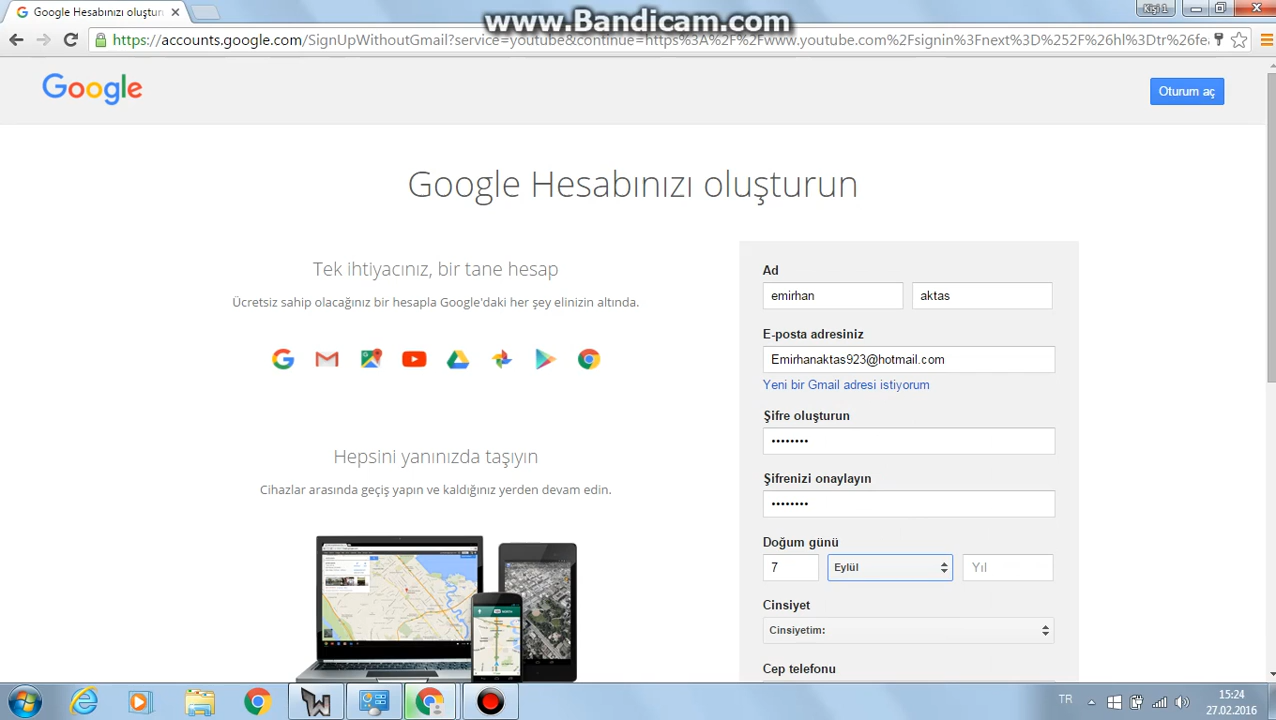 www.Bandicam.com
Google Hesabınızı oluşturun
Kişi 1
https://accounts.google.com/SignUpWithoutGmail?service=youtube&continue=https%3A%2F%2Fwww.youtube.com%2Fsignin%3Fnext%3D%252F%26hl%3Dtr%26fe
Google
Oturum aç
Google Hesabınızı oluşturun
Tek ihtiyacınız, bir tane hesap
Ücretsiz sahip olacağınız bir hesapla Google'daki her şey elinizin altında.
Hepsini yanınızda taşıyın
Cihazlar arasında geçiş yapın ve kaldığınız yerden devam edin.
Ad
emirhan
aktas
E-posta adresiniz
Emirhanaktas923@hotmail.com
Yeni bir Gmail adresi istiyorum
Şifre oluşturun
••••••••
Şifrenizi onaylayın
••••••••
Doğum günü
7
Eylül
Yıl
Cinsiyet
Cinsiyetim:
Cep telefonu
TR
15:24
27.02.2016